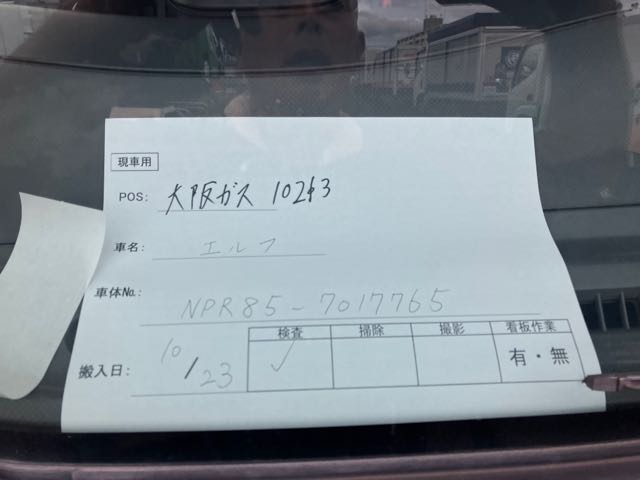 現車用
POS: 大阪ガス 10243
車名: エルフ
車体No.: NPR85-7017765
搬入日: 10/23
検査 掃除 撮影 看板作業
✓ 有・無